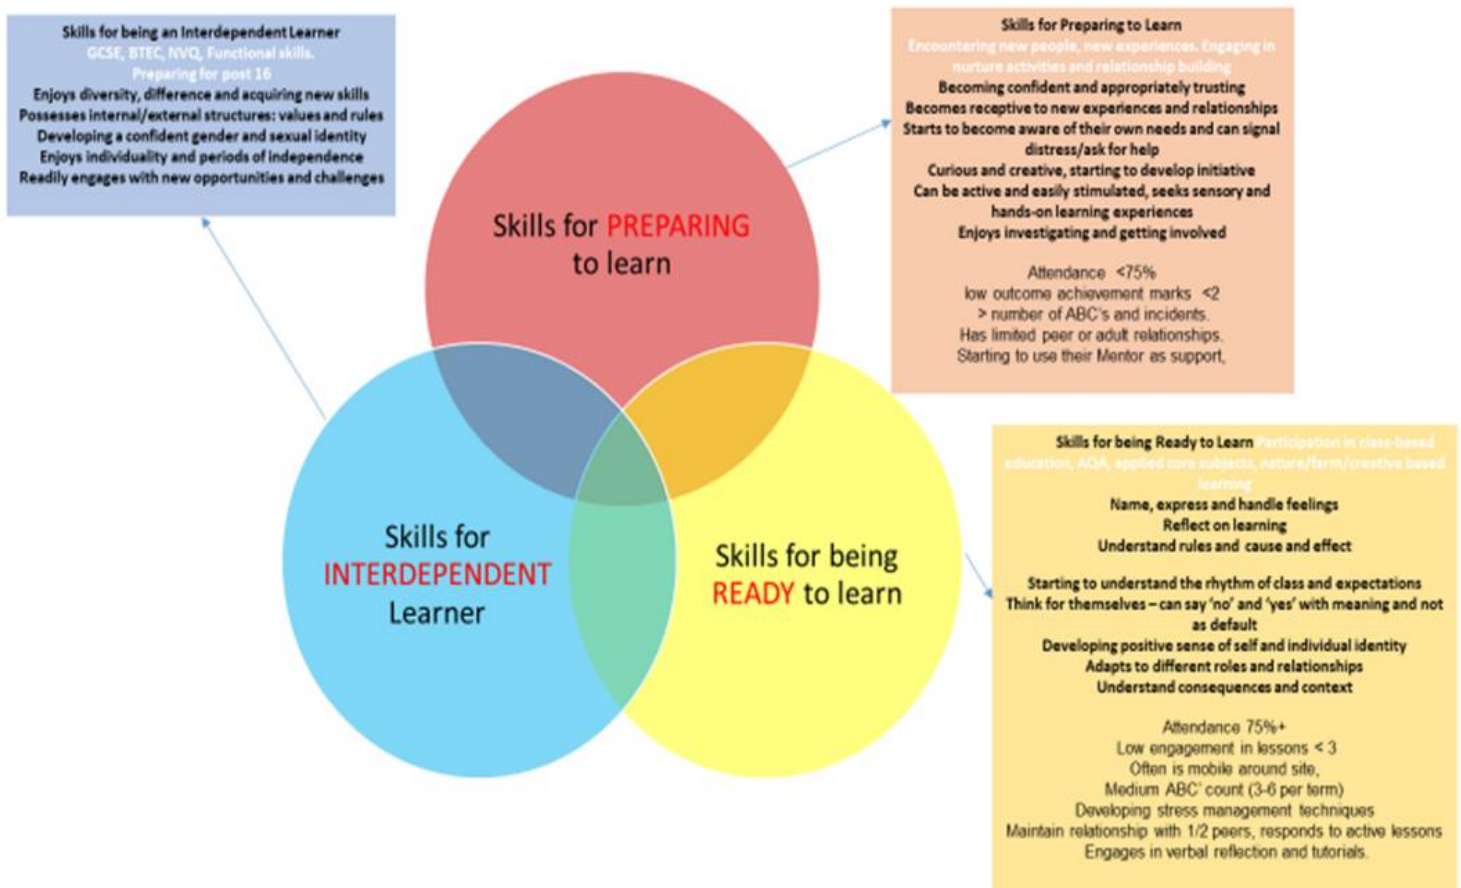 Skills for being an Interdependent Learner
GCSE, BTEC, NVQ, Functional skills.
Preparing for post 16
Enjoys diversity, difference and acquiring new skills
Possesses internal/external structures: values and rules
Developing a confident gender and sexual identity
Enjoys individuality and periods of independence
Readily engages with new opportunities and challenges
Skills for Preparing to Learn
Encountering new people, new experiences. Engaging in
nurture activities and relationship building
Becoming confident and appropriately trusting
Becomes receptive to new experiences and relationships
Starts to become aware of their own needs and can signal
distress/ask for help
Curious and creative, starting to develop initiative
Can be active and easily stimulated, seeks sensory and
hands-on learning experiences
Enjoys investigating and getting involved
Attendance <75%
low outcome achievement marks <2
> number of ABC's and incidents.
Has limited peer or adult relationships.
Starting to use their Mentor as support,
Skills for PREPARING
to learn
Skills for
INTERDEPENDENT
Learner
Skills for being
READY to learn
Skills for being Ready to Learn Participation in class-based
education, AQA, applied core subjects, nature/farm/creative based
learning
Name, express and handle feelings
Reflect on learning
Understand rules and cause and effect
Starting to understand the rhythm of class and expectations
Think for themselves – can say 'no' and 'yes' with meaning and not
as default
Developing positive sense of self and individual identity
Adapts to different roles and relationships
Understand consequences and context
Attendance 75%+
Low engagement in lessons < 3
Often is mobile around site,
Medium ABC' count (3-6 per term)
Developing stress management techniques
Maintain relationship with 1/2 peers, responds to active lessons
Engages in verbal reflection and tutorials.